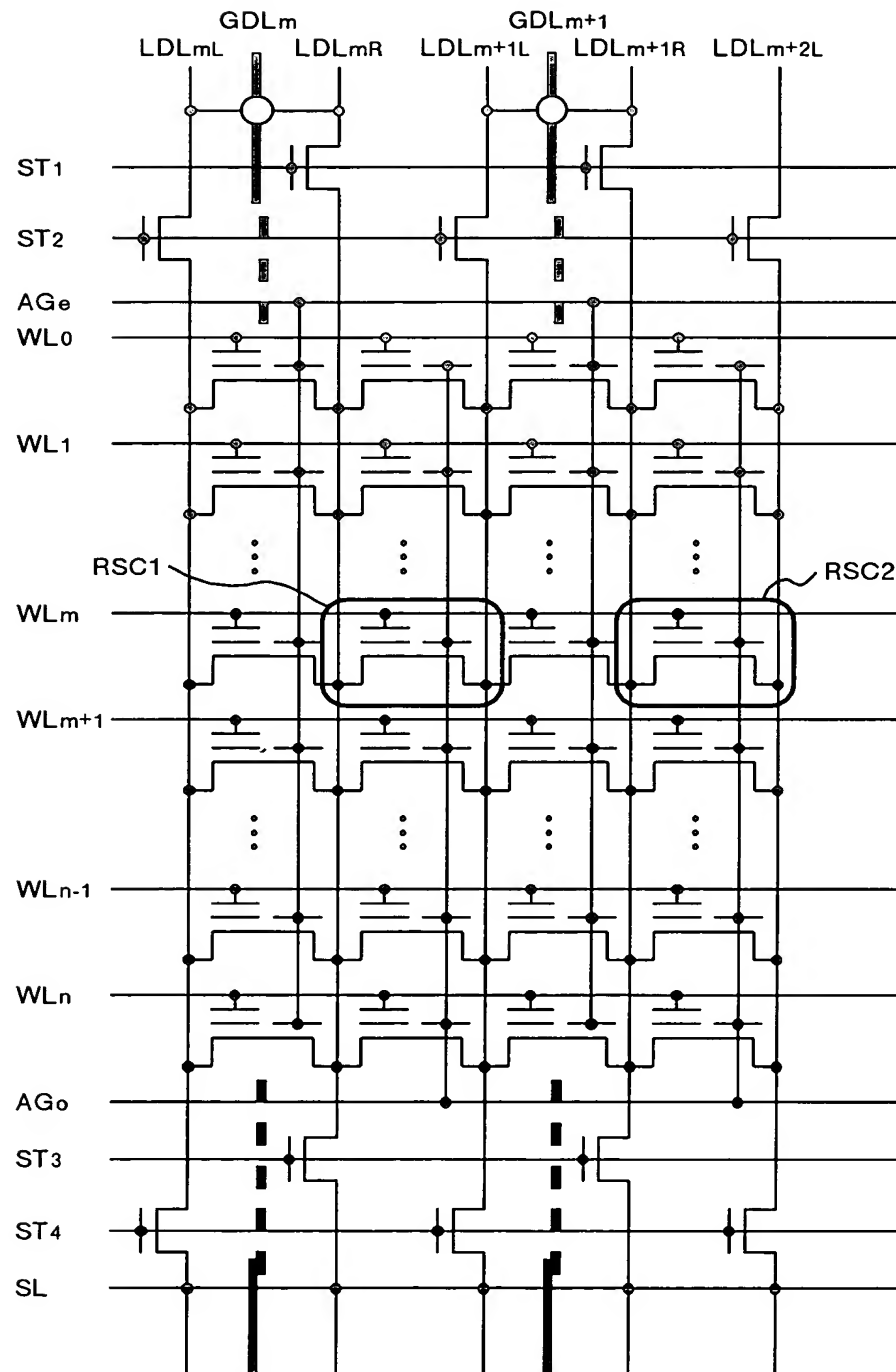 GDLm GDLm+1
LDLmL LDLmR LDLm+1L LDLm+1R LDLm+2L
ST1
ST2
AGe
WL0
WL1
RSC1 RSC2
WLm
WLm+1
WLn-1
WLn
AGo
ST3
ST4
SL